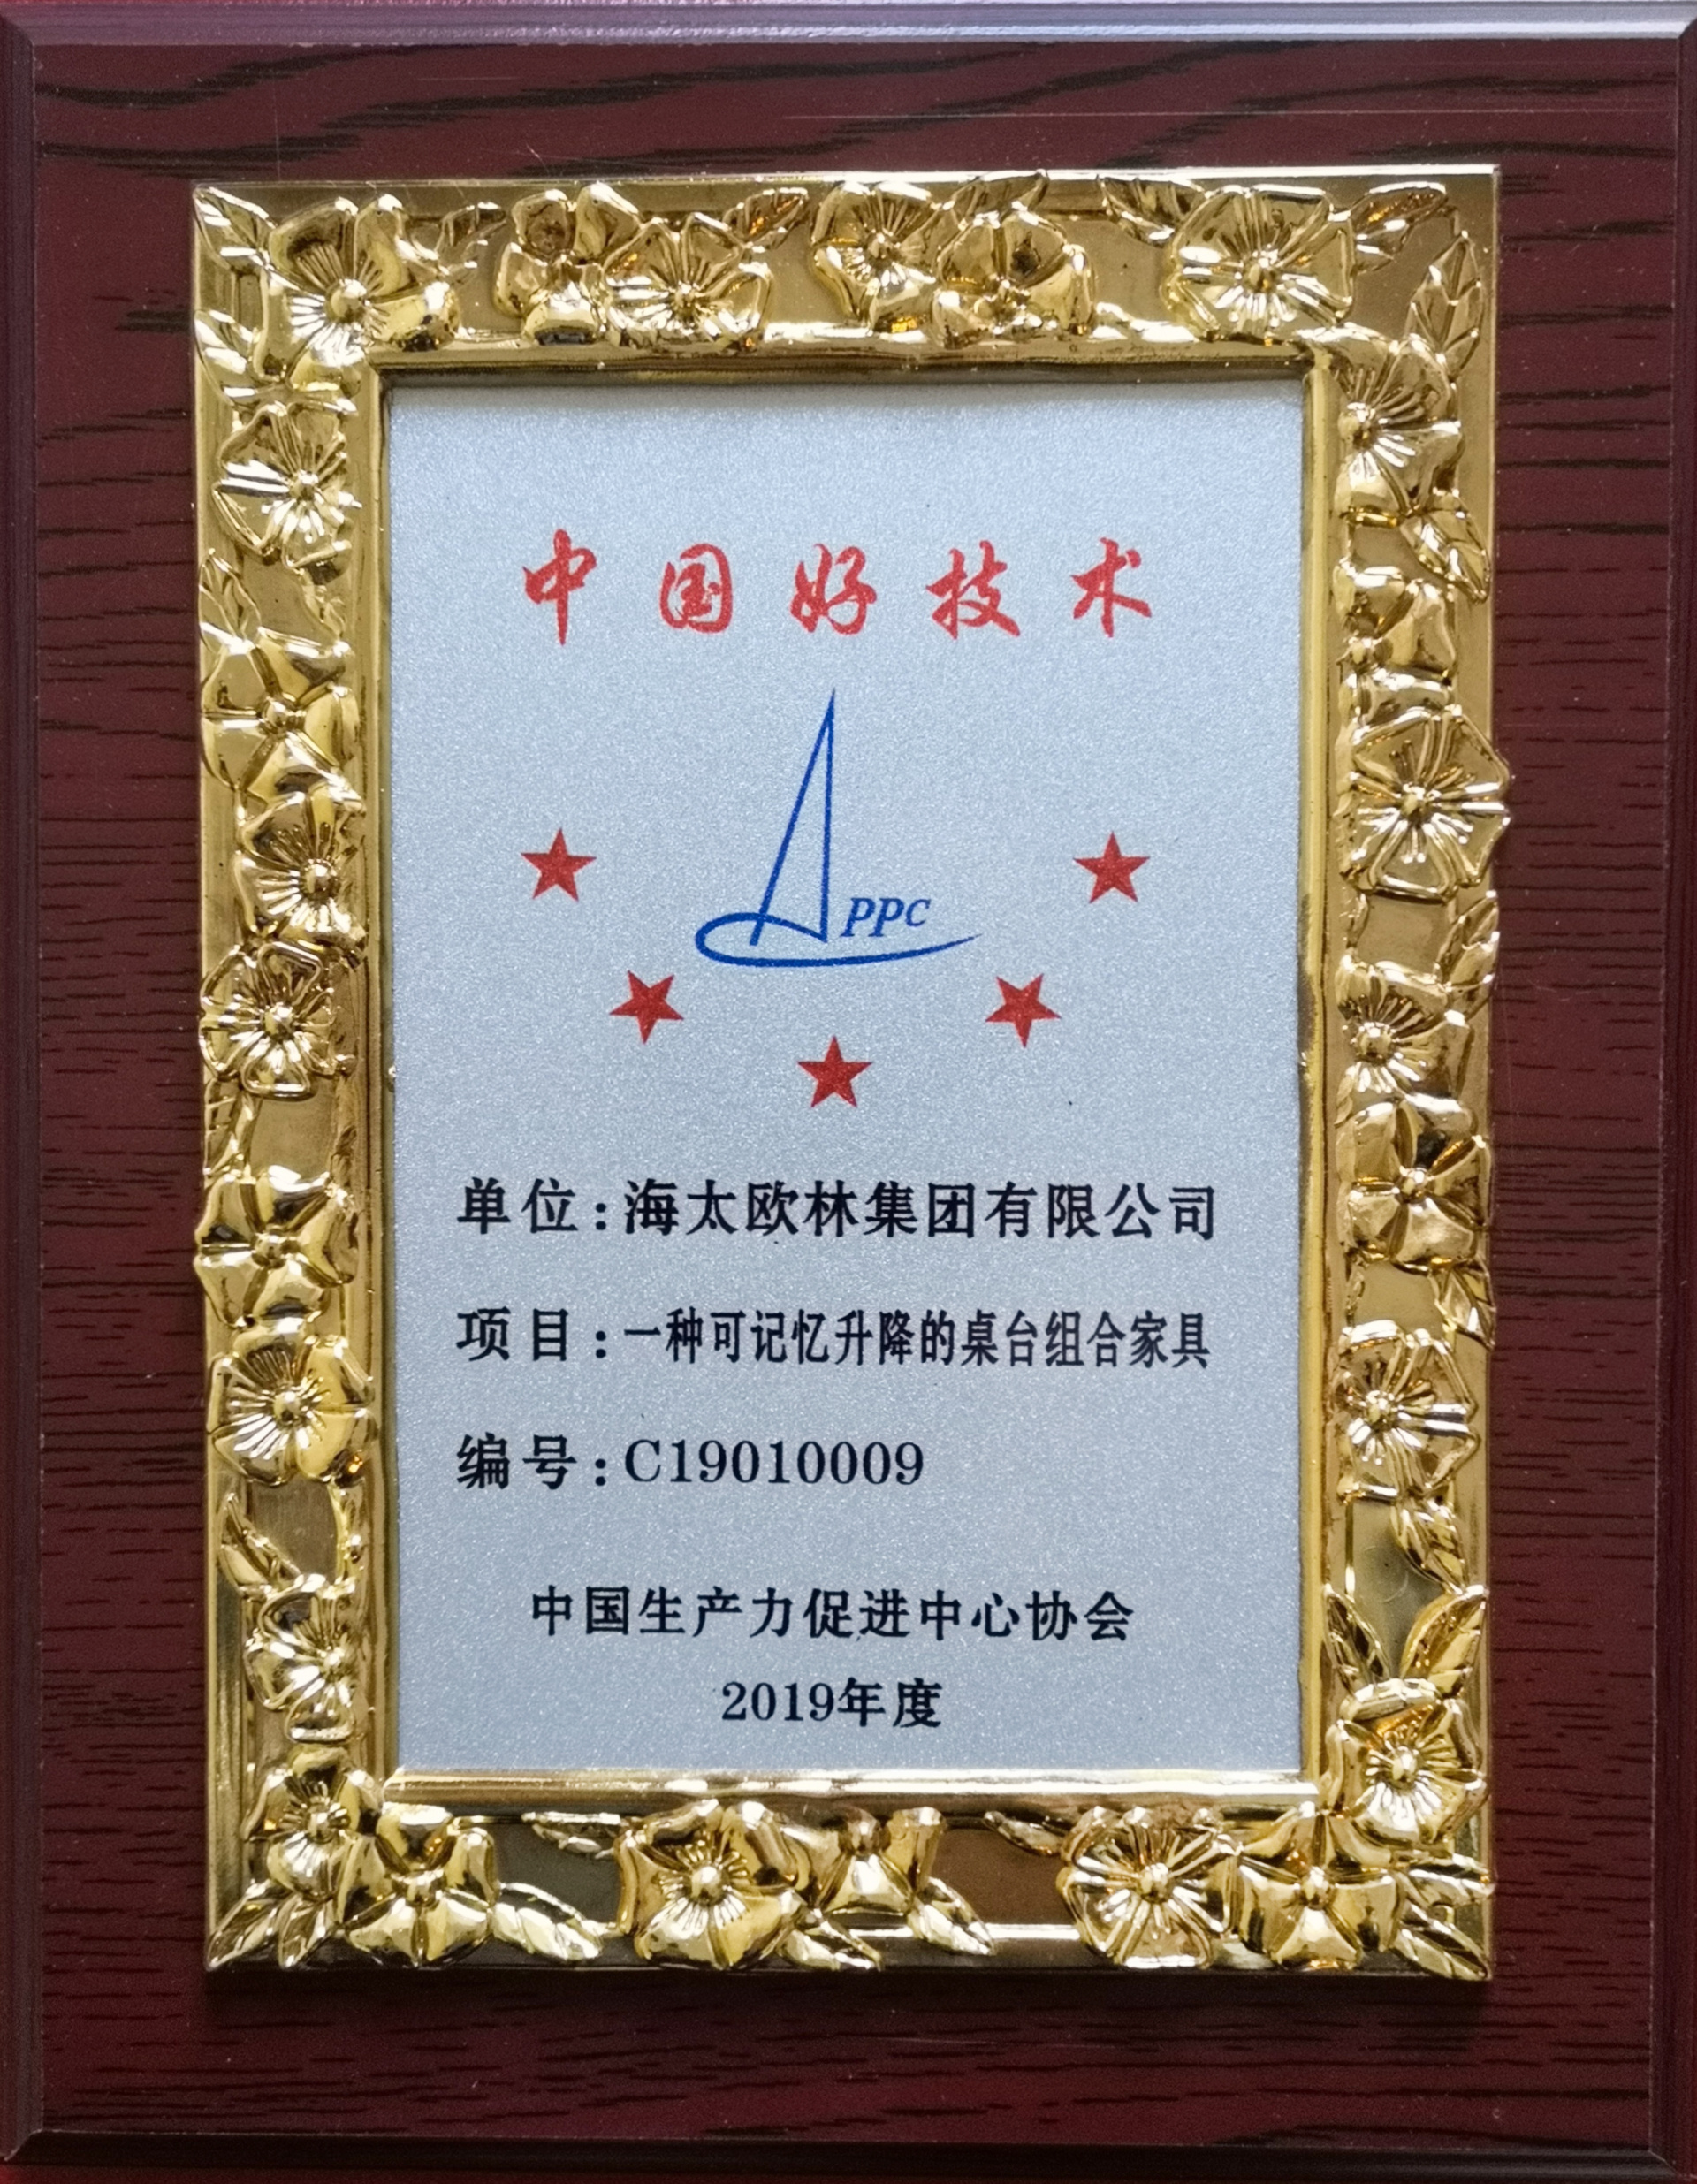 中国好技术
PPC
单位:海太欧林集团有限公司
项目:一种可记忆升降的桌台组合家具
编号:C19010009
中国生产力促进中心协会
2019年度